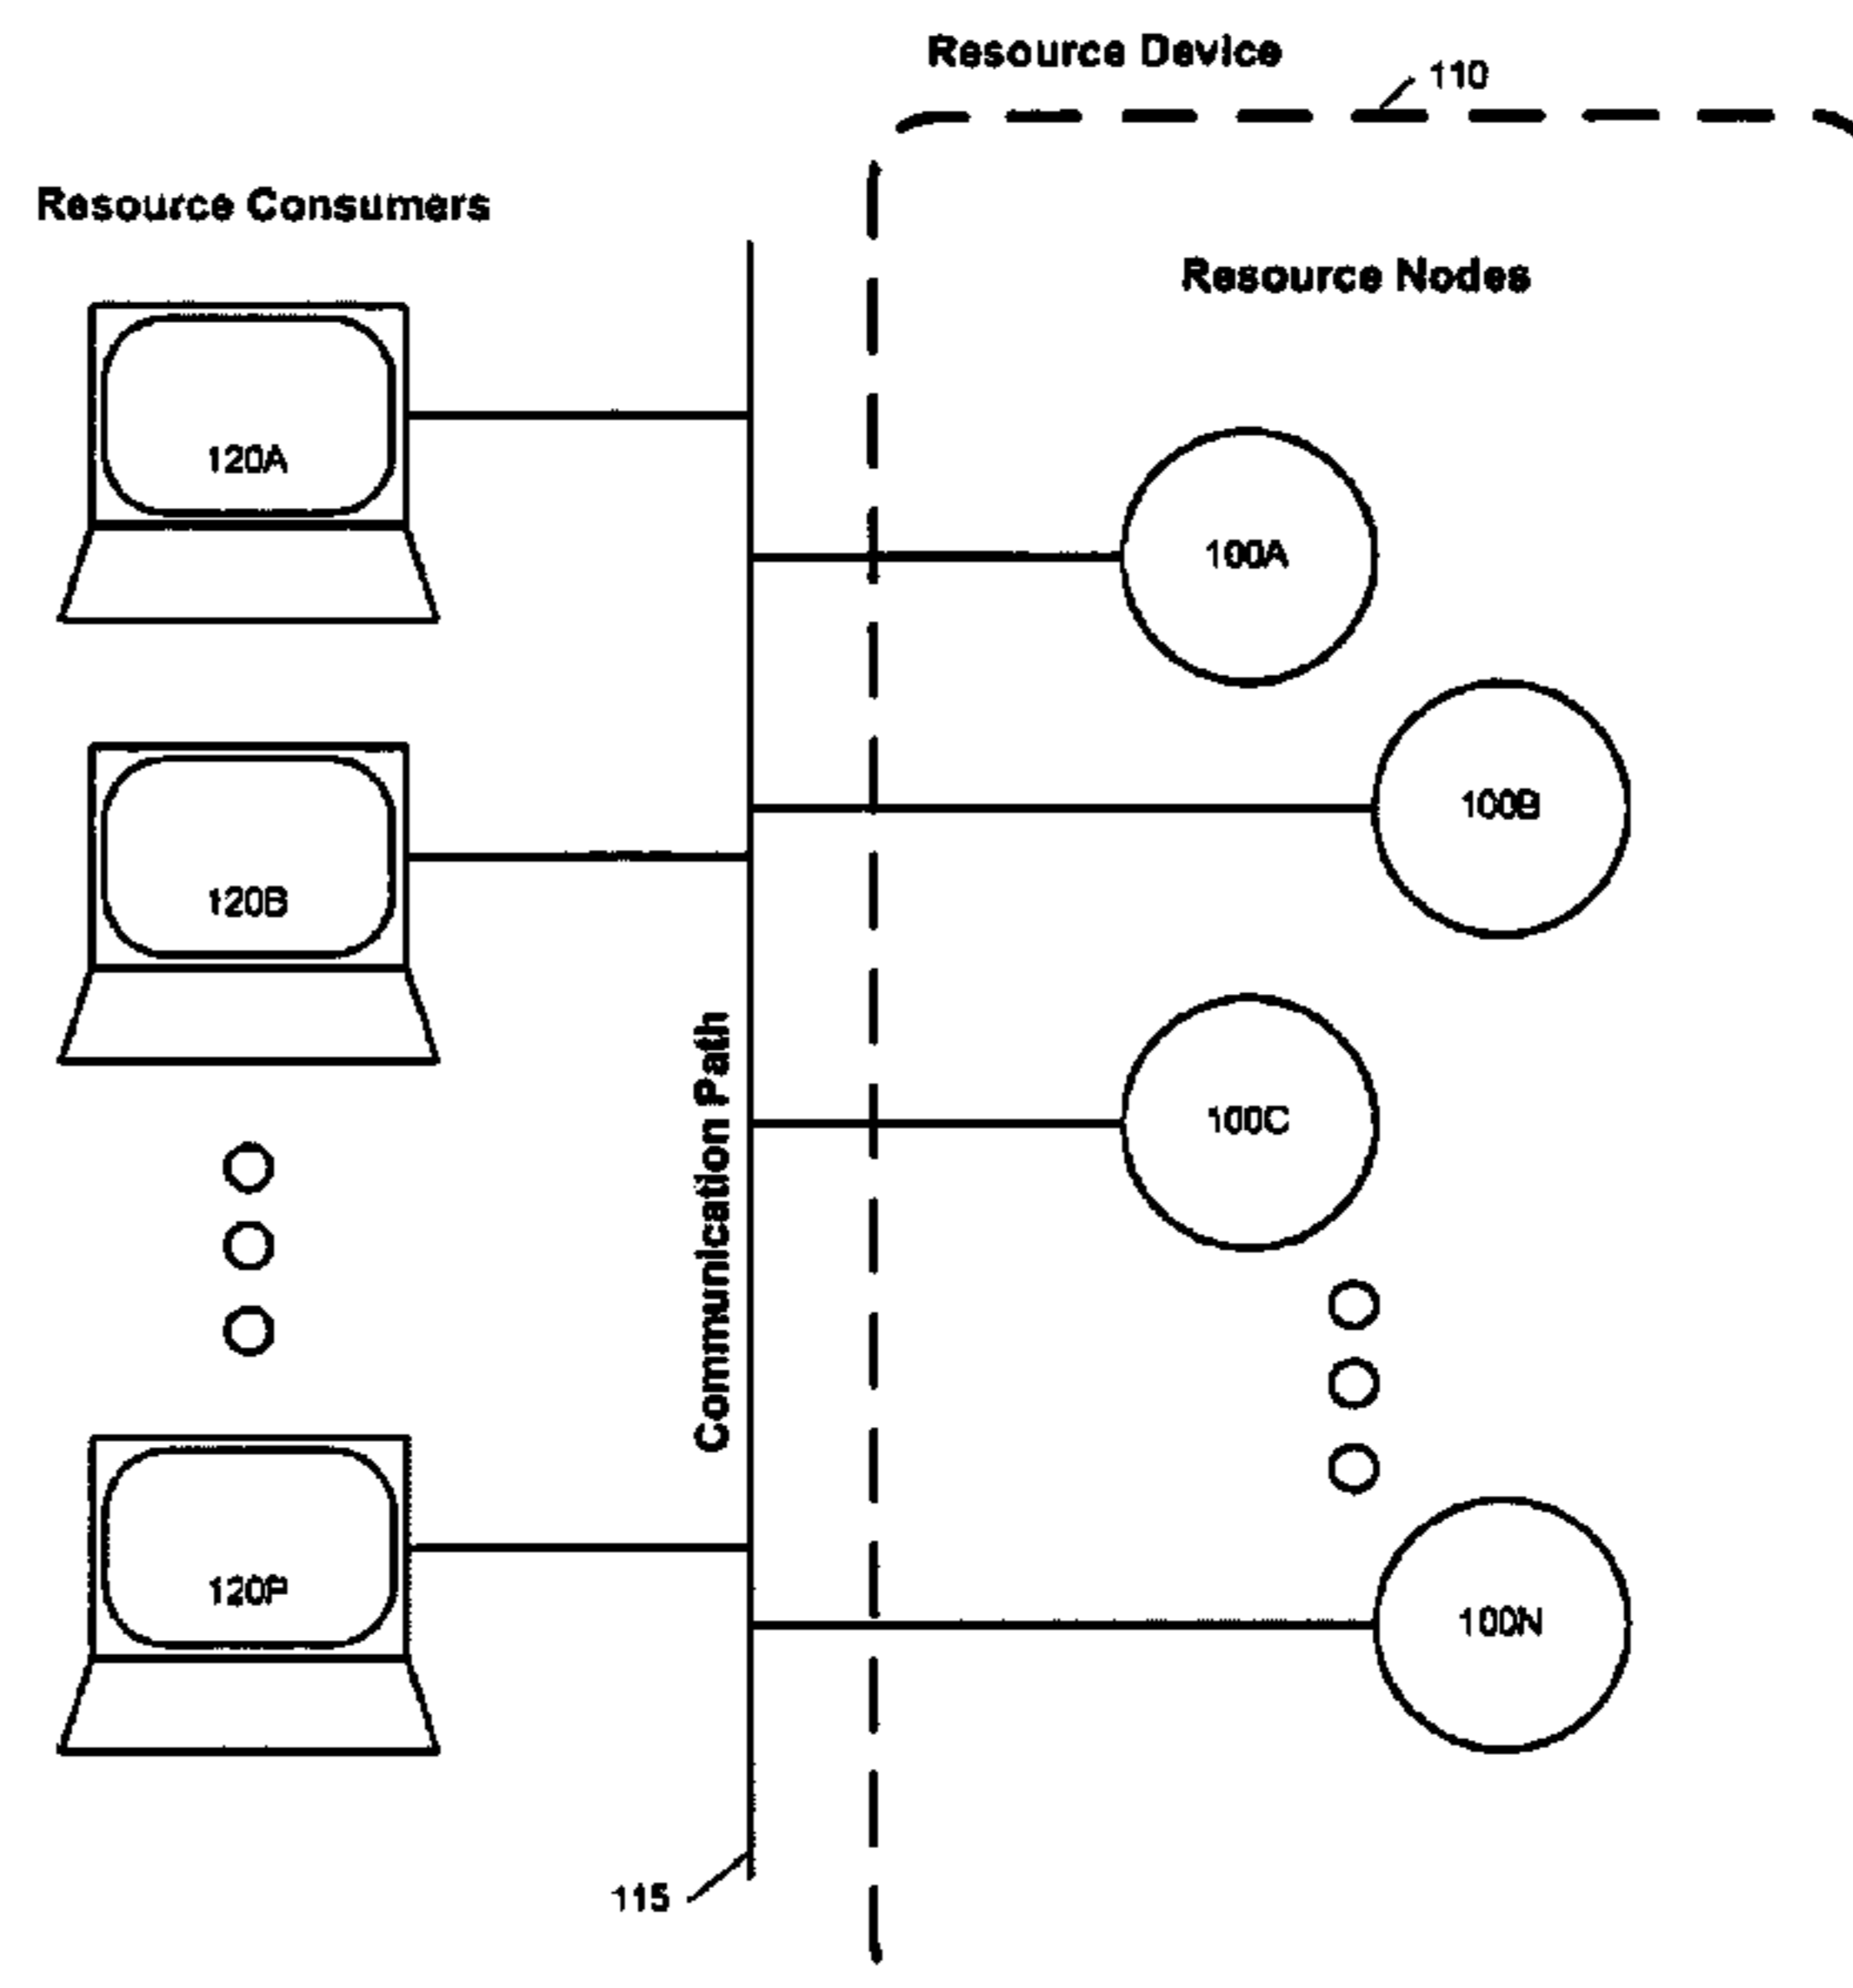 Resource Device
110
Resource Consumers
Resource Nodes
120A
100A
100B
120B
Communication Path
100C
120P
100N
115